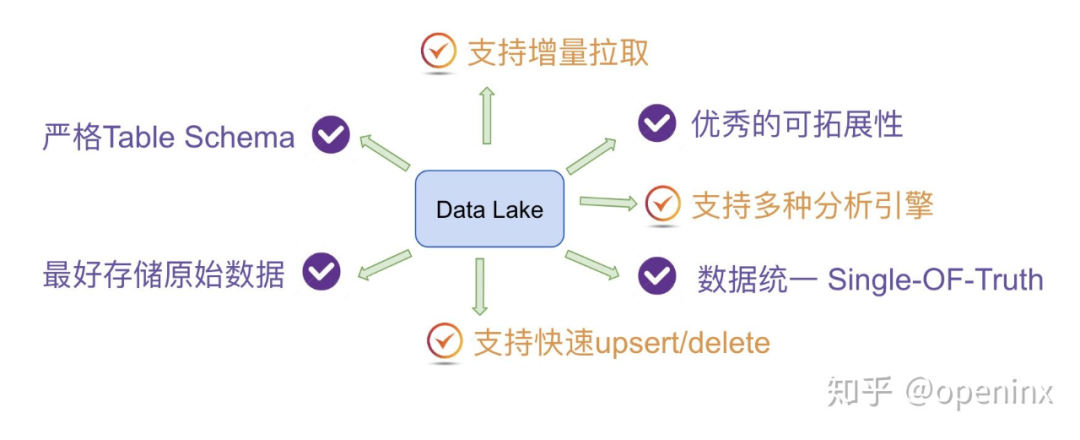 支持增量拉取
严格Table Schema
优秀的可拓展性
Data Lake
支持多种分析引擎
最好存储原始数据
数据统一 Single-OF-Truth
支持快速upsert/delete
知乎 @openinx